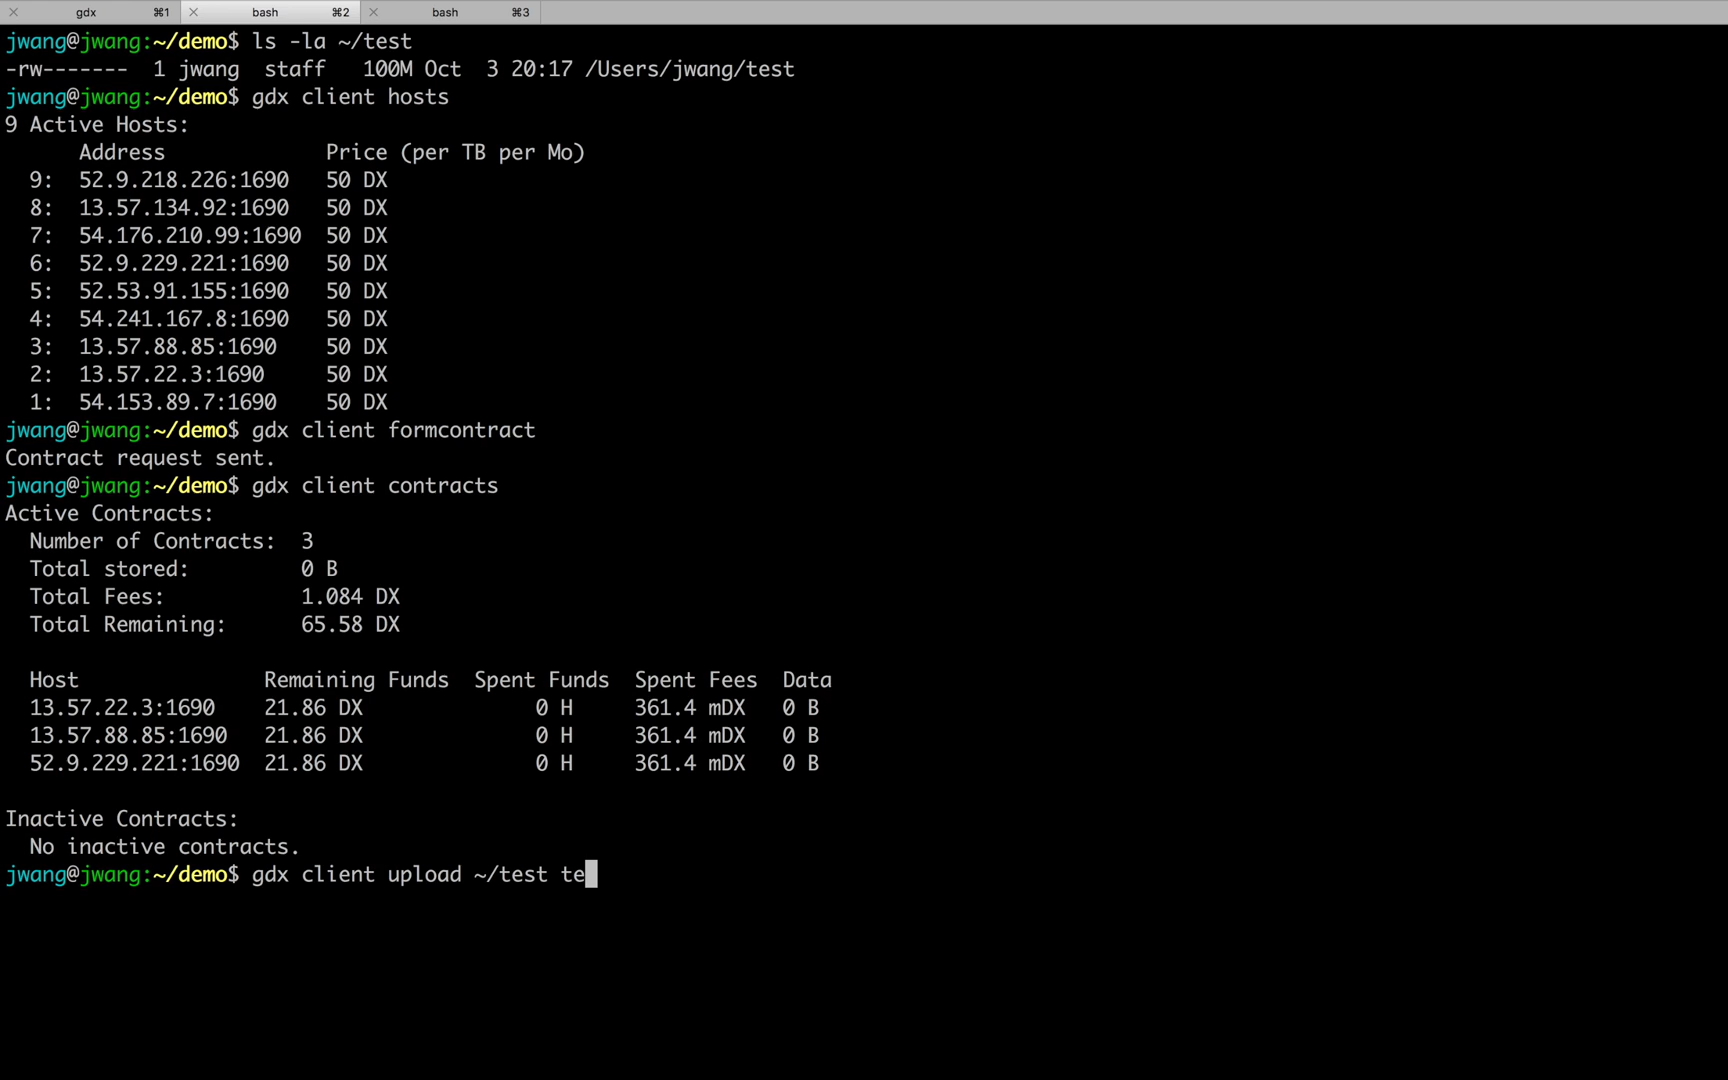 gdx ⌘1 bash ⌘2 bash ⌘3
jwang@jwang:~/demo$ ls -la ~/test
-rw------- 1 jwang staff 100M Oct 3 20:17 /Users/jwang/test
jwang@jwang:~/demo$ gdx client hosts
9 Active Hosts:
Address Price (per TB per Mo)
9: 52.9.218.226:1690 50 DX
8: 13.57.134.92:1690 50 DX
7: 54.176.210.99:1690 50 DX
6: 52.9.229.221:1690 50 DX
5: 52.53.91.155:1690 50 DX
4: 54.241.167.8:1690 50 DX
3: 13.57.88.85:1690 50 DX
2: 13.57.22.3:1690 50 DX
1: 54.153.89.7:1690 50 DX
jwang@jwang:~/demo$ gdx client formcontract
Contract request sent.
jwang@jwang:~/demo$ gdx client contracts
Active Contracts:
Number of Contracts: 3
Total stored: 0 B
Total Fees: 1.084 DX
Total Remaining: 65.58 DX
Host Remaining Funds Spent Funds Spent Fees Data
13.57.22.3:1690 21.86 DX 0 H 361.4 mDX 0 B
13.57.88.85:1690 21.86 DX 0 H 361.4 mDX 0 B
52.9.229.221:1690 21.86 DX 0 H 361.4 mDX 0 B
Inactive Contracts:
No inactive contracts.
jwang@jwang:~/demo$ gdx client upload ~/test te